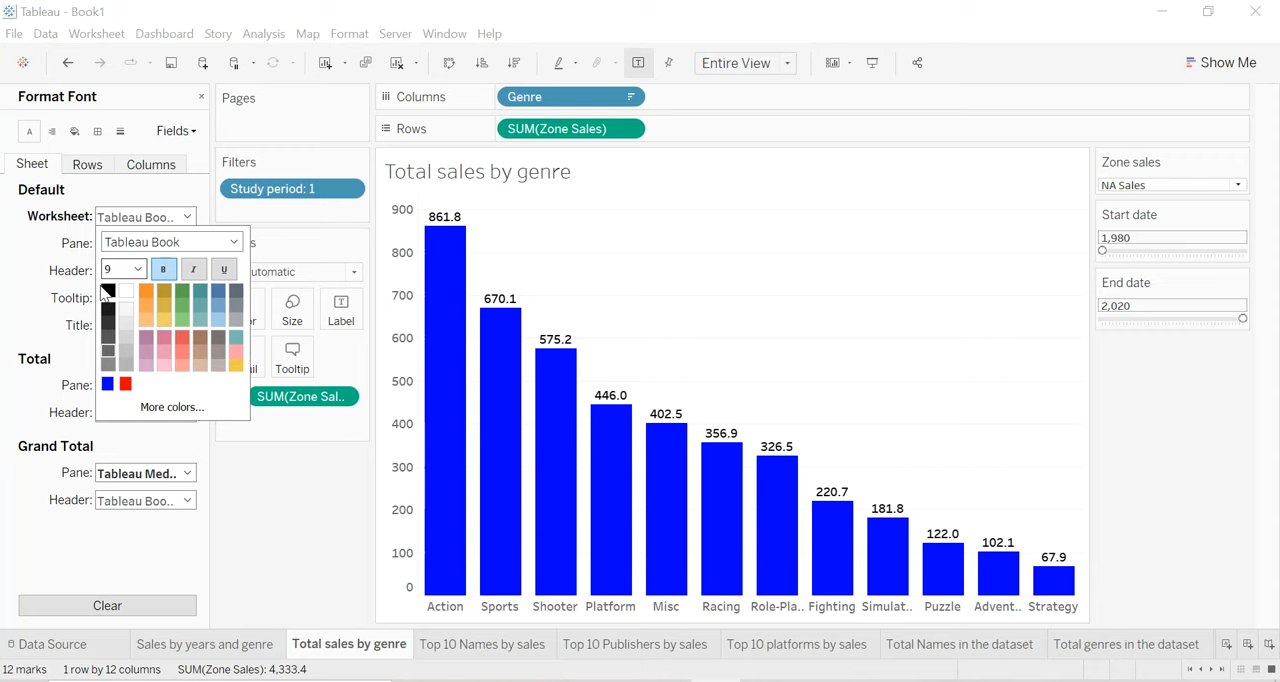 Tableau - Book1
File Data Worksheet Dashboard Story Analysis Map Format Server Window Help
Entire View
Show Me
Format Font
Fields
Sheet Rows Columns
Default
Worksheet: Tableau Boo..
Pane:
Header:
Tooltip:
Title:
Tableau Book
9
B I U
More colors...
Total
Pane:
Header:
Grand Total
Pane: Tableau Med..
Header: Tableau Boo..
Clear
Pages
Filters
Study period: 1
s
utomatic
Size Label
Tooltip
SUM(Zone Sal..
Columns Genre
Rows SUM(Zone Sales)
Total sales by genre
900
800
700
600
500
400
300
200
100
0
861.8
670.1
575.2
446.0
402.5
356.9
326.5
220.7
181.8
122.0
102.1
67.9
Action Sports Shooter Platform Misc Racing Role-Pla.. Fighting Simulat.. Puzzle Advent.. Strategy
Zone sales
NA Sales
Start date
1,980
End date
2,020
Data Source Sales by years and genre Total sales by genre Top 10 Names by sales Top 10 Publishers by sales Top 10 platforms by sales Total Names in the dataset Total genres in the dataset
12 marks 1 row by 12 columns SUM(Zone Sales): 4,333.4